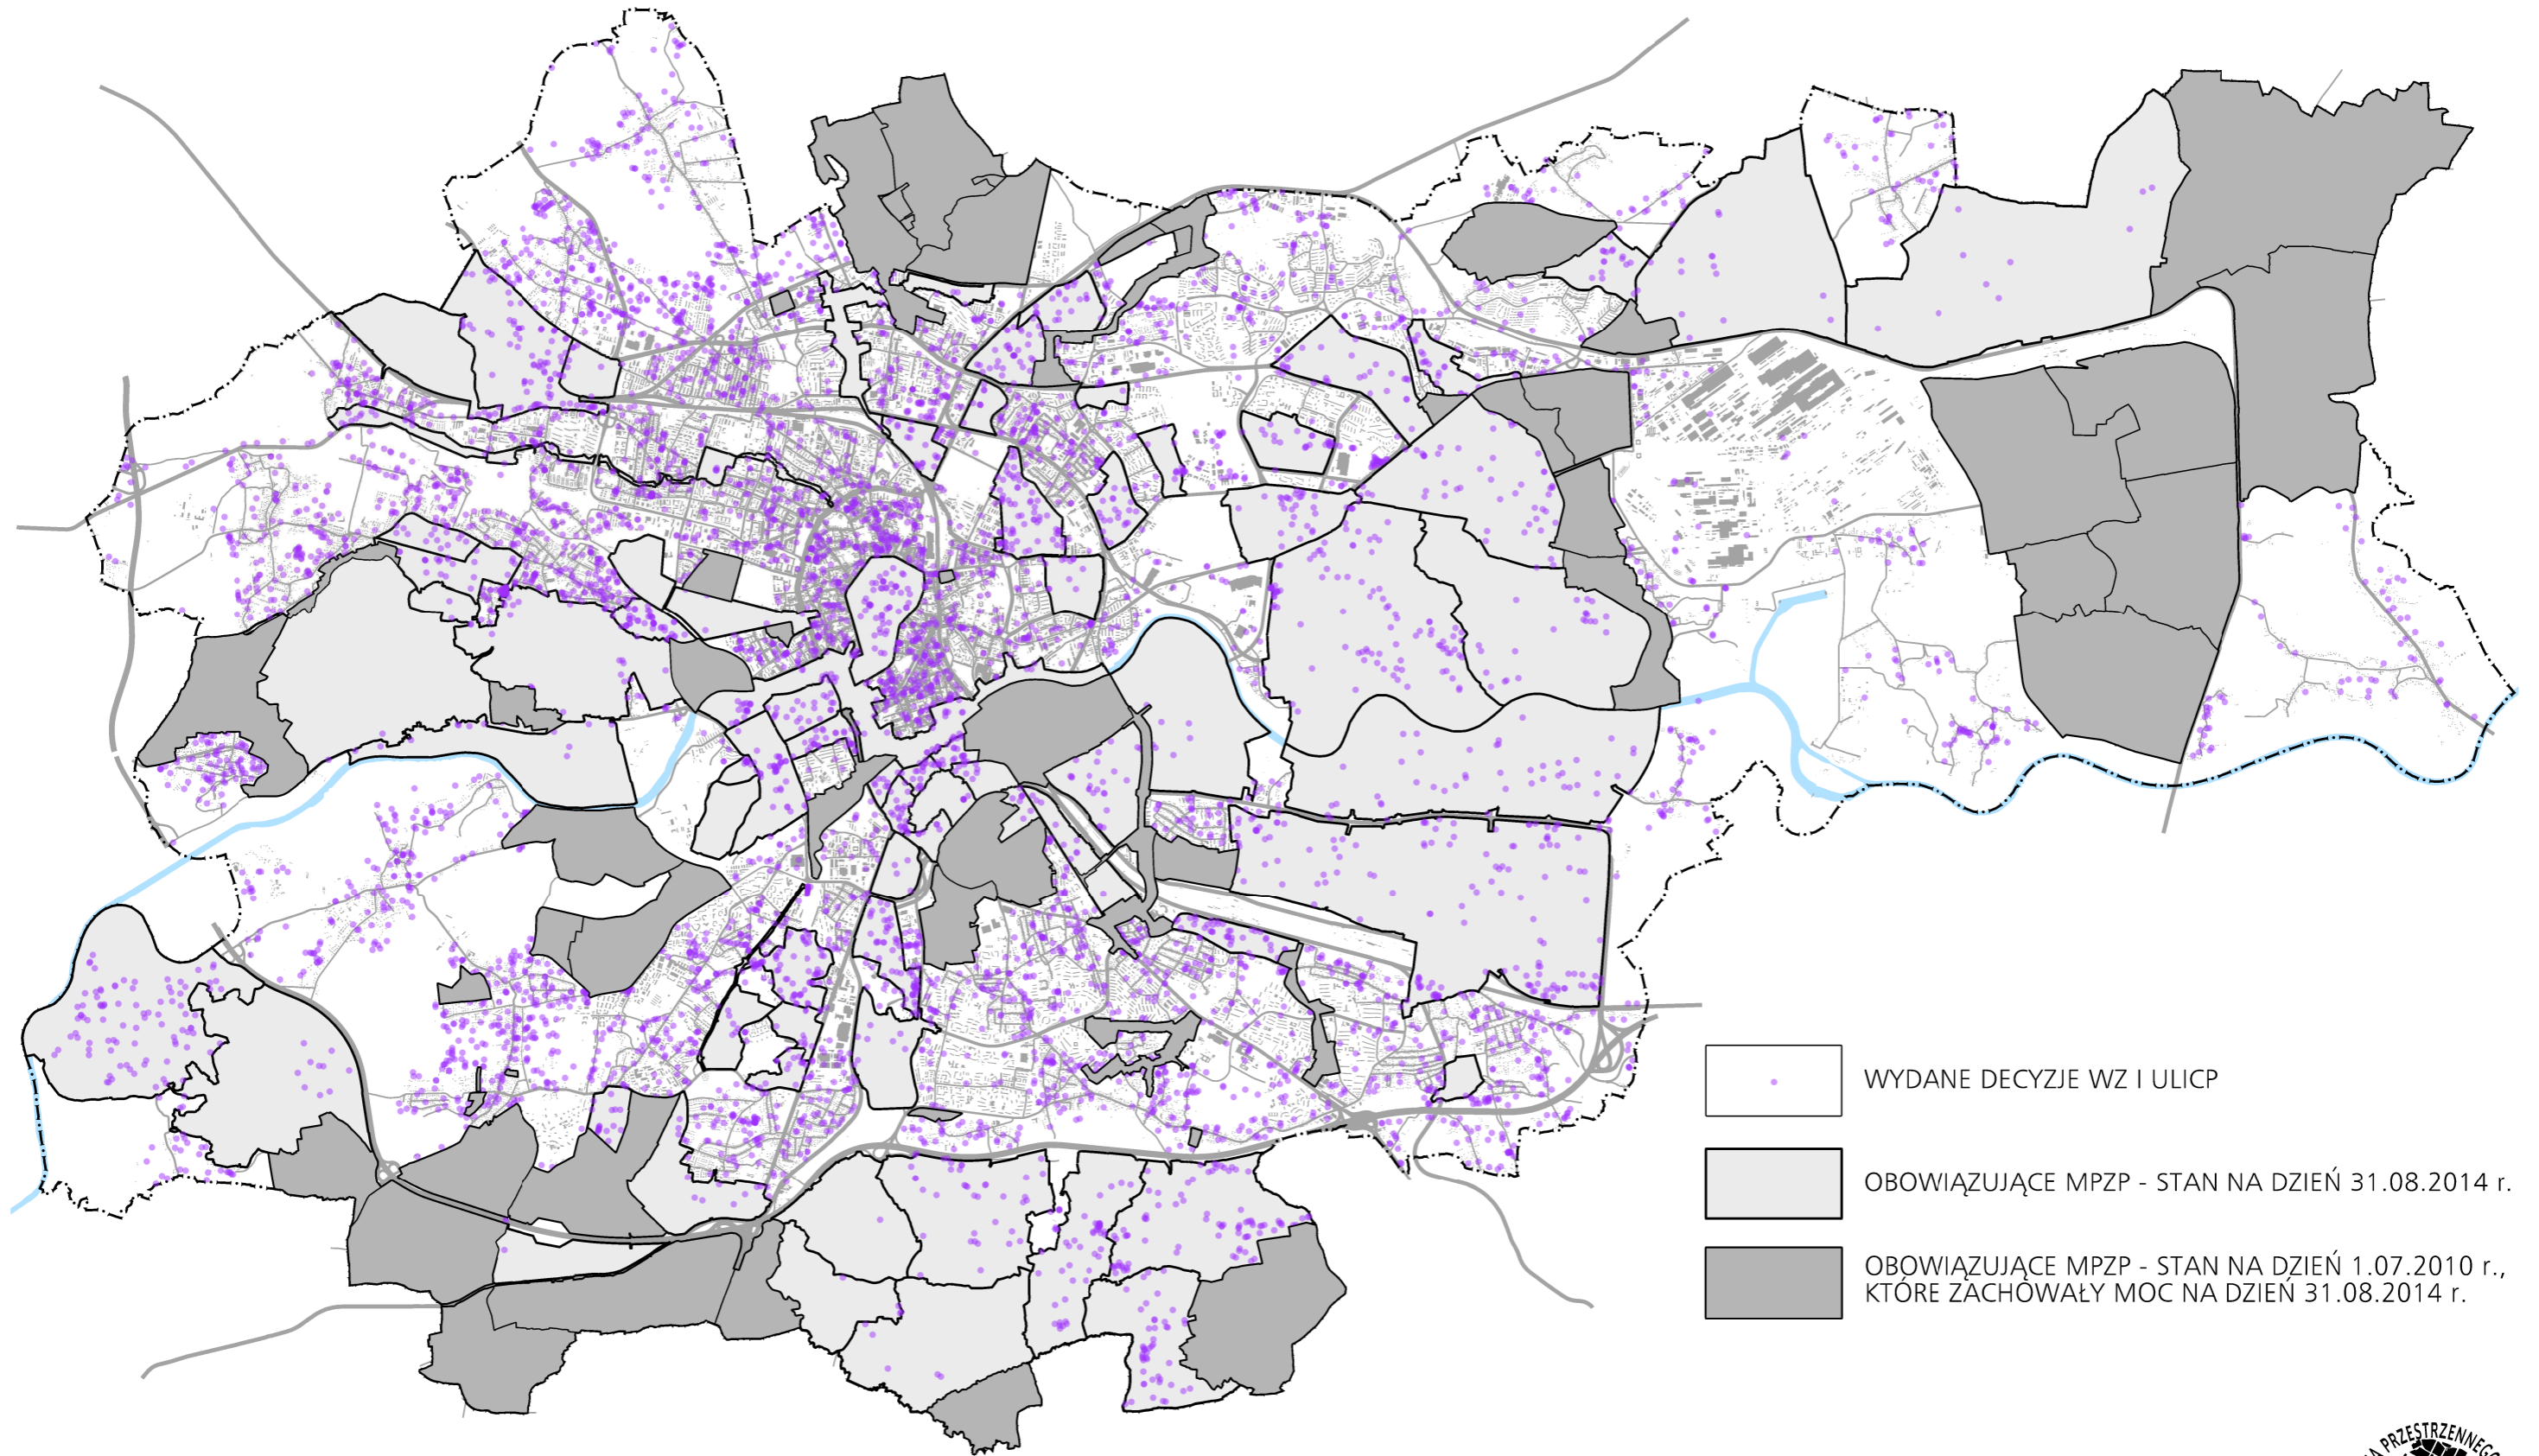 WYDANE DECYZJE WZ I ULICP
OBOWIĄZUJĄCE MPZP - STAN NA DZIEŃ 31.08.2014 r.
OBOWIĄZUJĄCE MPZP - STAN NA DZIEŃ 1.07.2010 r.,
KTÓRE ZACHOWAŁY MOC NA DZIEŃ 31.08.2014 r.
PRZESTRZENNEGO